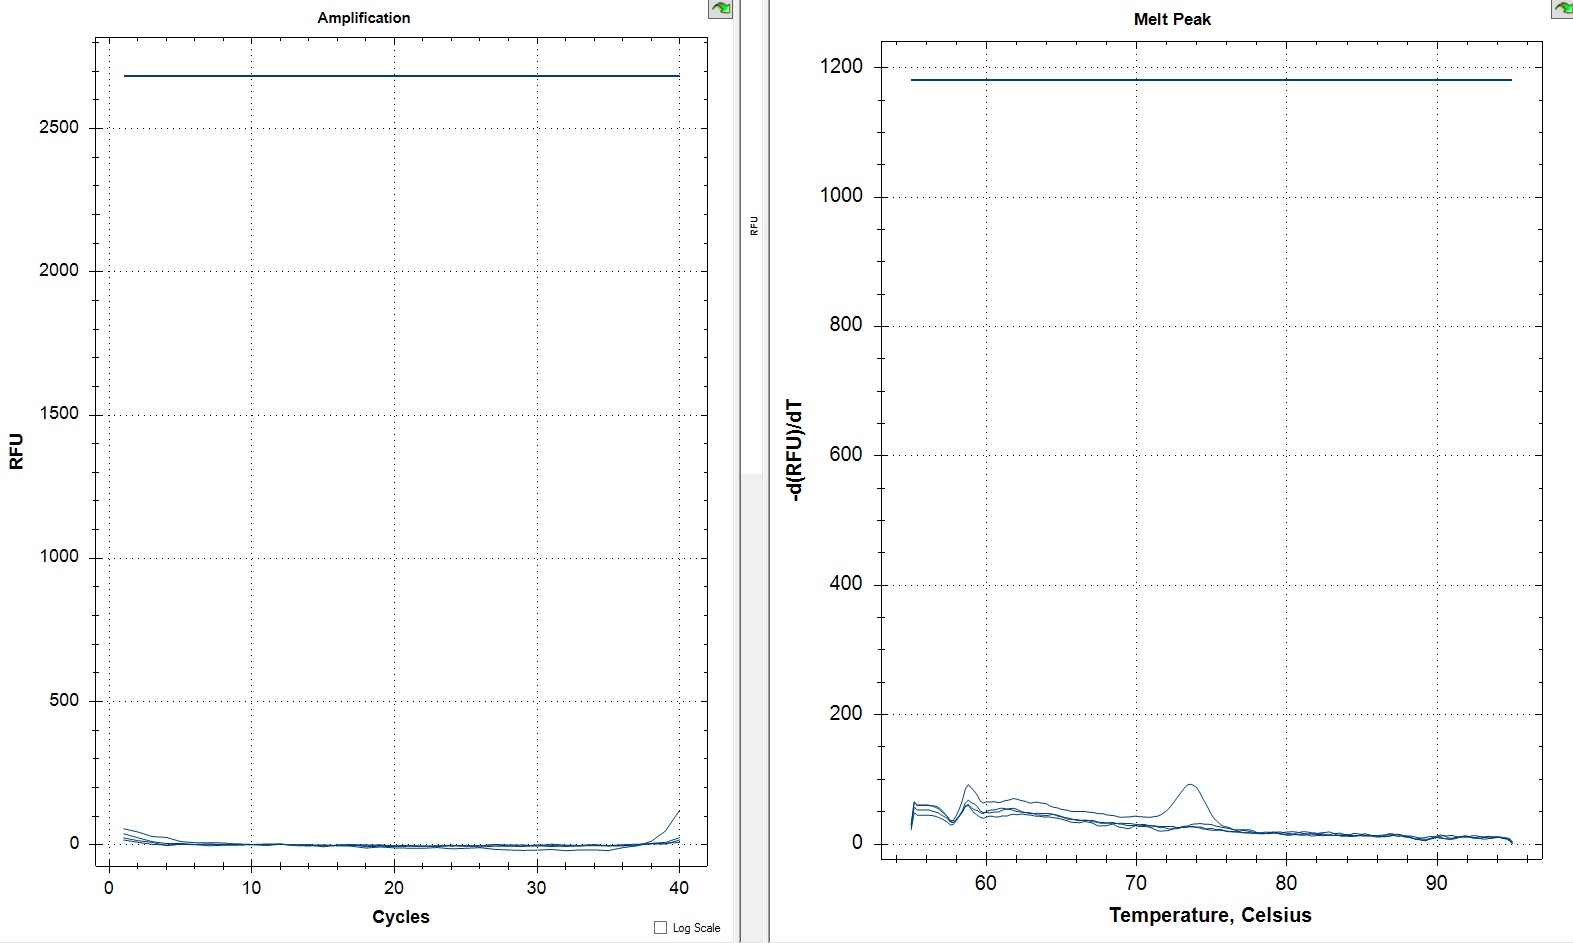 Amplification
2500
2000
1500
1000
500
0
RFU
0 10 20 30 40
Cycles
Log Scale
RFU
Melt Peak
1200
1000
800
600
400
200
0
-d(RFU)/dT
60 70 80 90
Temperature, Celsius